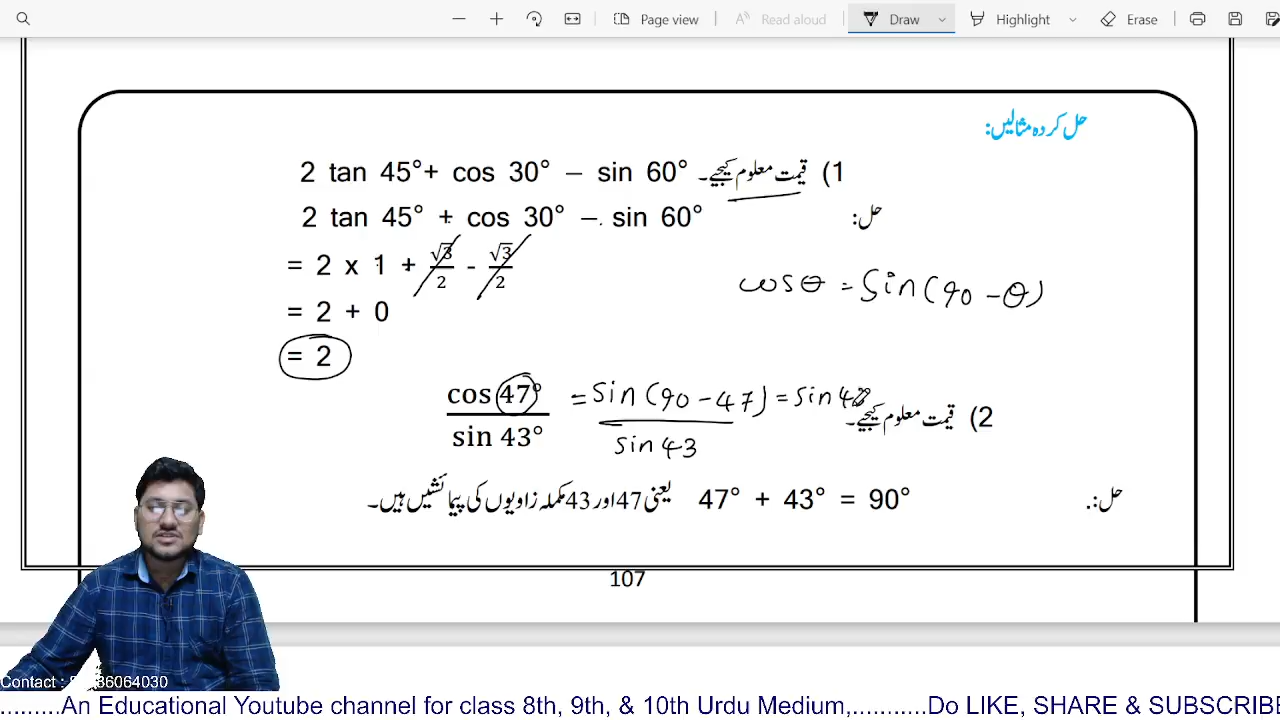 Page view
Read aloud
Draw
Highlight
Erase
حل کردہ مثالیں:
1) قیمت معلوم کیجیے۔ 2 tan 45°+ cos 30° − sin 60°
حل: 2 tan 45° + cos 30° − sin 60°
= 2 x 1 + √3/2 - √3/2
cosθ = Sin(90 - θ)
= 2 + 0
= 2
2) قیمت معلوم کیجیے۔ cos 47°/sin 43° = sin(90 - 47)/sin 43 = sin
حل: 47° + 43° = 90° یعنی 47 اور 43 مکملہ زاویوں کی پیمائشیں ہیں۔
107
Contact : 36064030
.........An Educational Youtube channel for class 8th, 9th, & 10th Urdu Medium,...........Do LIKE, SHARE & SUBSCRIBE